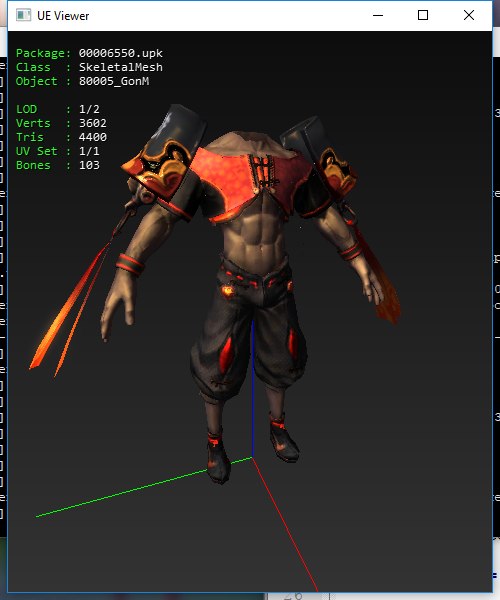 UE Viewer
Package: 00006550.upk
Class : SkeletalMesh
Object : 80005_GonM
LOD : 1/2
Verts : 3602
Tris : 4400
UV Set : 1/1
Bones : 103
26